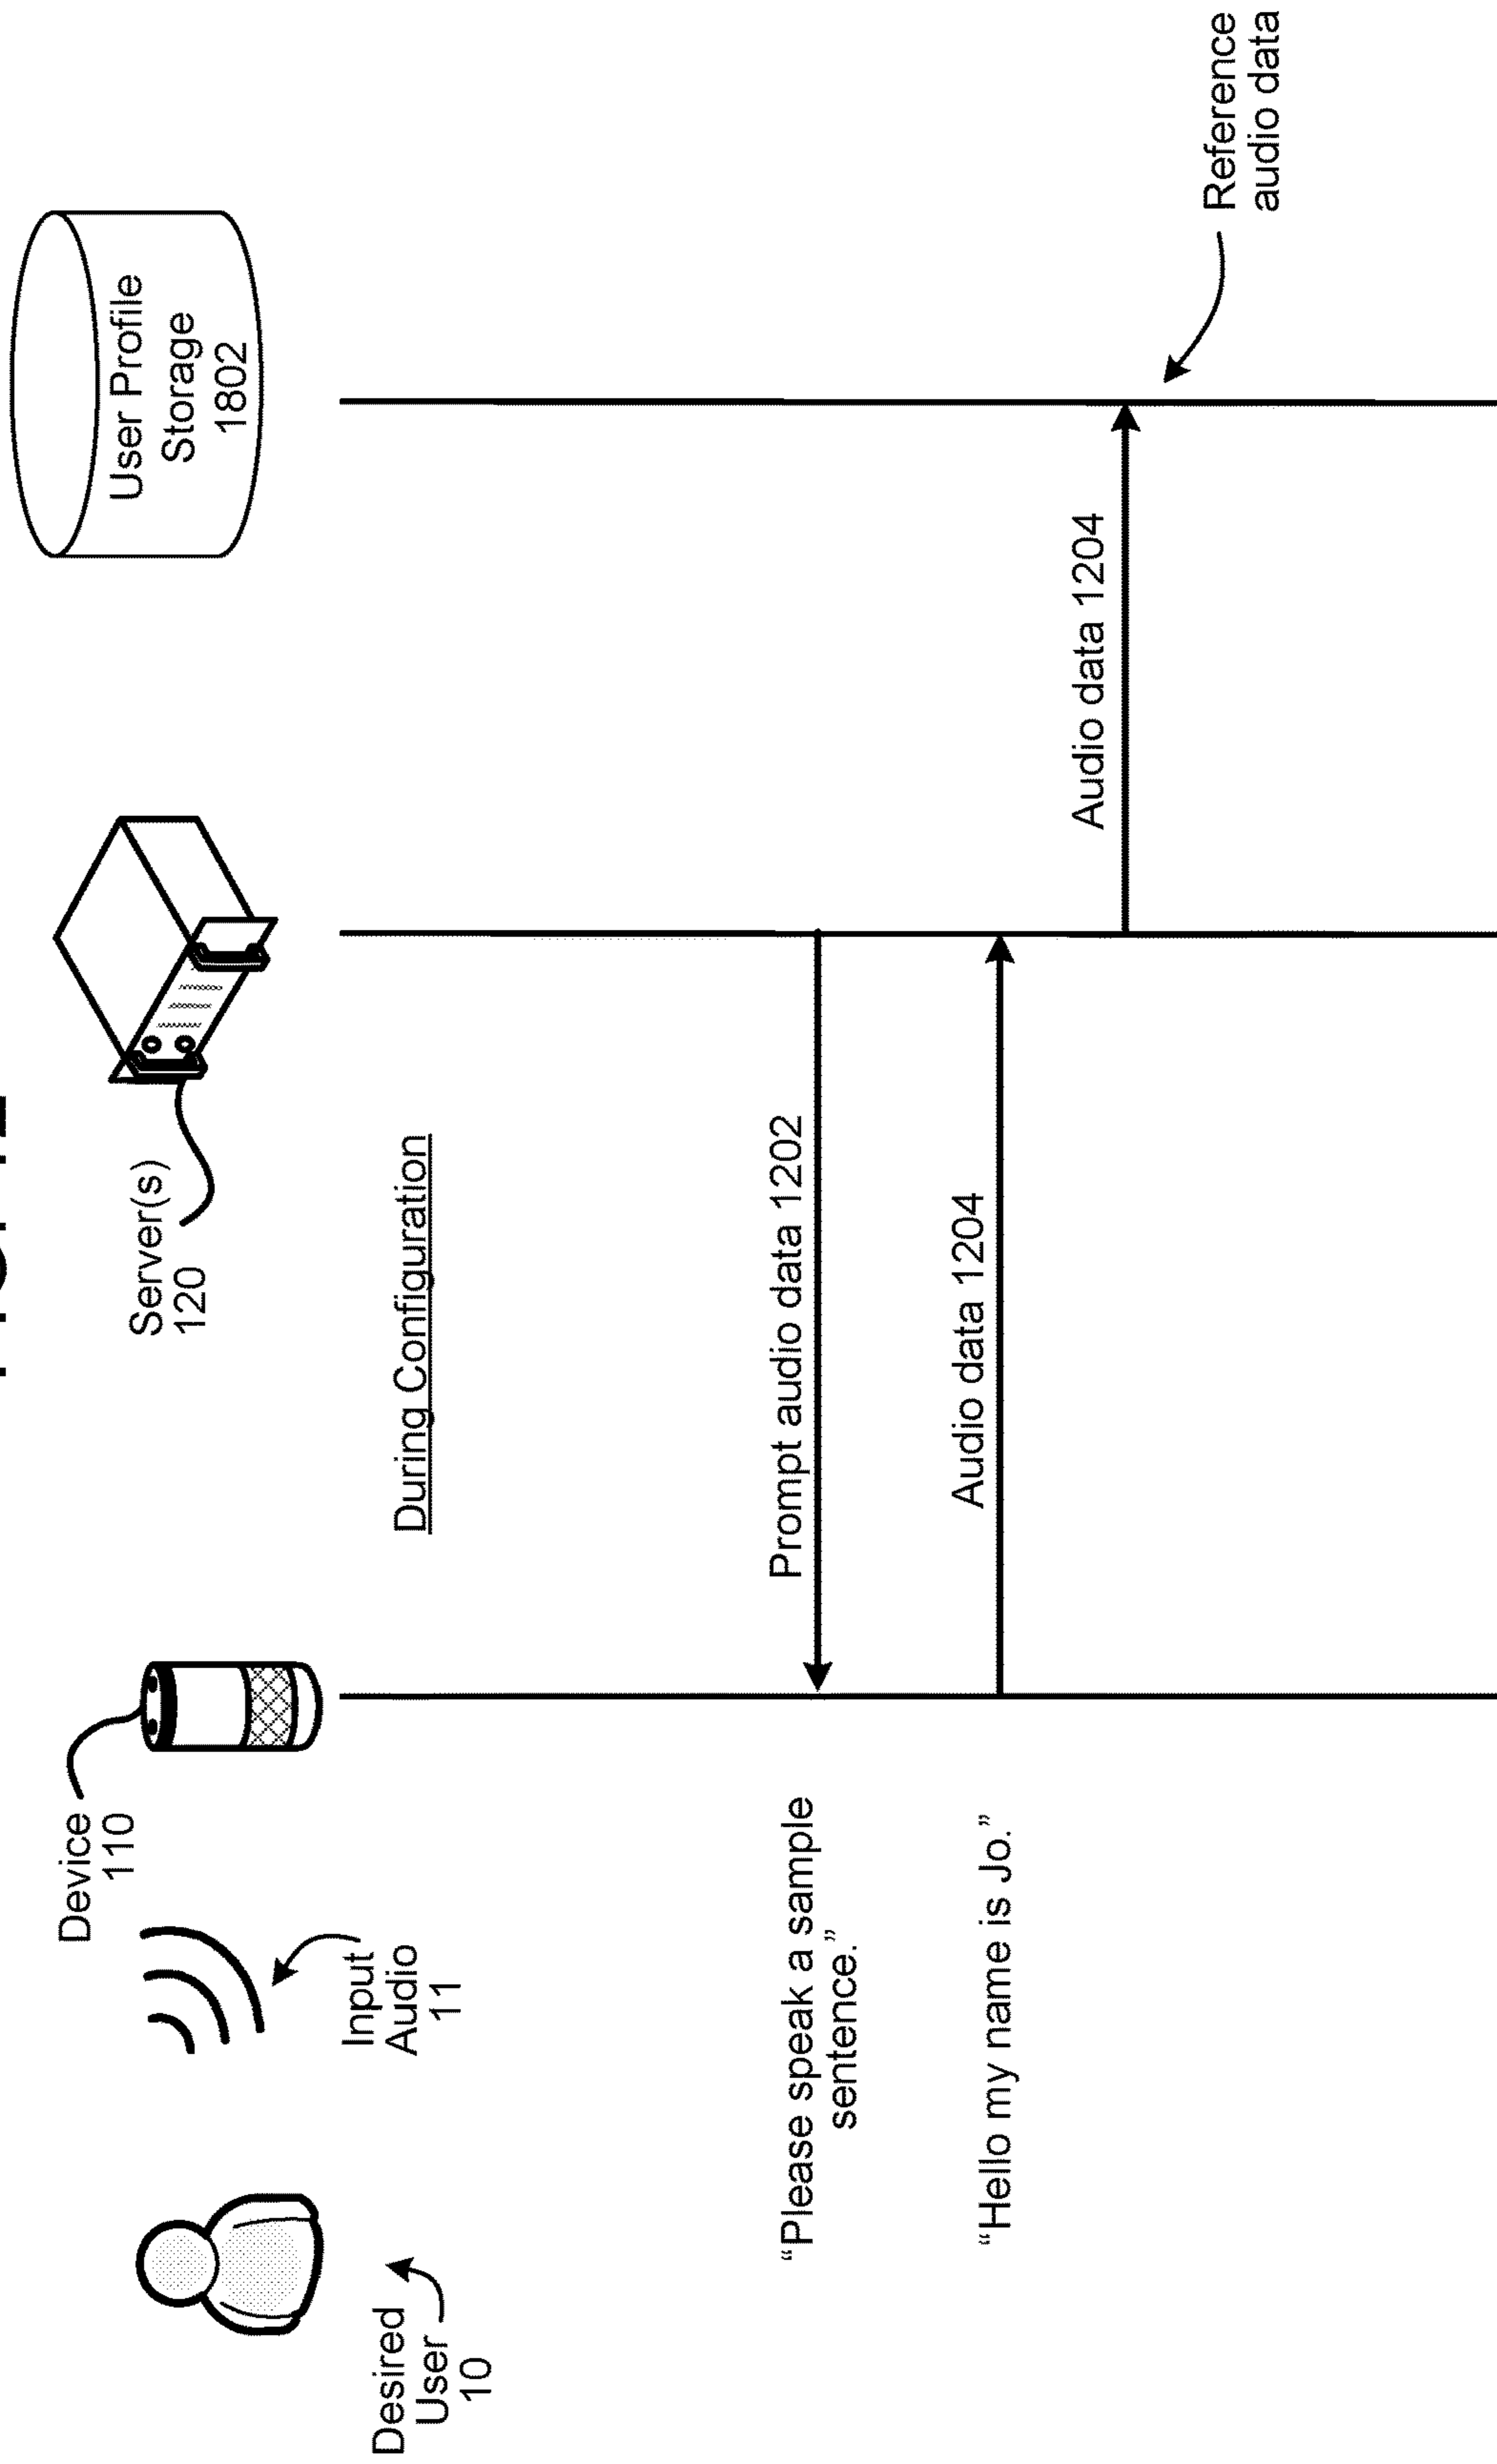 Device
110
Server(s)
120
User Profile
Storage
1802
Input
Audio
11
Desired
User
10
During Configuration
“Please speak a sample
sentence.”
Prompt audio data 1202
“Hello my name is Jo.”
Audio data 1204
Audio data 1204
Reference
audio data